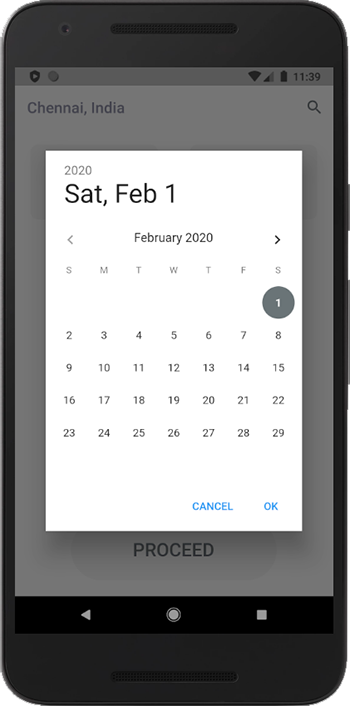 11:39
Chennai, India
2020
Sat, Feb 1
February 2020
S M T W T F S
1
2 3 4 5 6 7 8
9 10 11 12 13 14 15
16 17 18 19 20 21 22
23 24 25 26 27 28 29
CANCEL OK
PROCEED